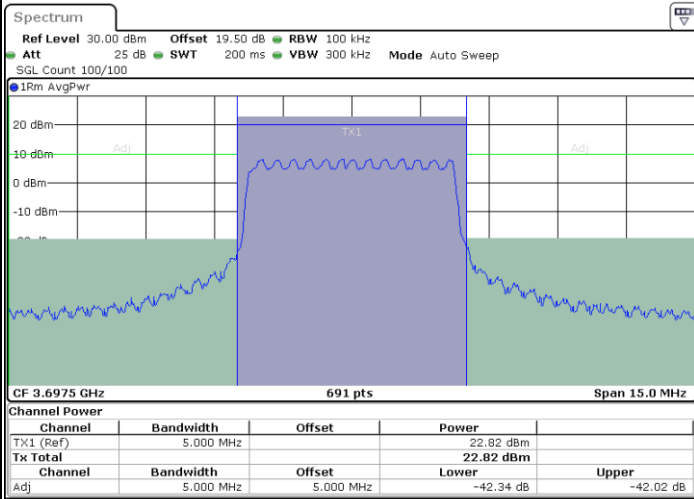 Spectrum
Ref Level 30.00 dBm Offset 19.50 dB RBW 100 kHz
Att 25 dB SWT 200 ms VBW 300 kHz Mode Auto Sweep
SGL Count 100/100
1Rm AvgPwr
20 dBm
TX1
Adj
Adj
10 dBm
0 dBm
-10 dBm
CF 3.6975 GHz 691 pts Span 15.0 MHz
Channel Power
Channel Bandwidth Offset Power
TX1 (Ref) 5.000 MHz 22.82 dBm
Tx Total 22.82 dBm
Channel Bandwidth Offset Lower Upper
Adj 5.000 MHz 5.000 MHz -42.34 dB -42.02 dB